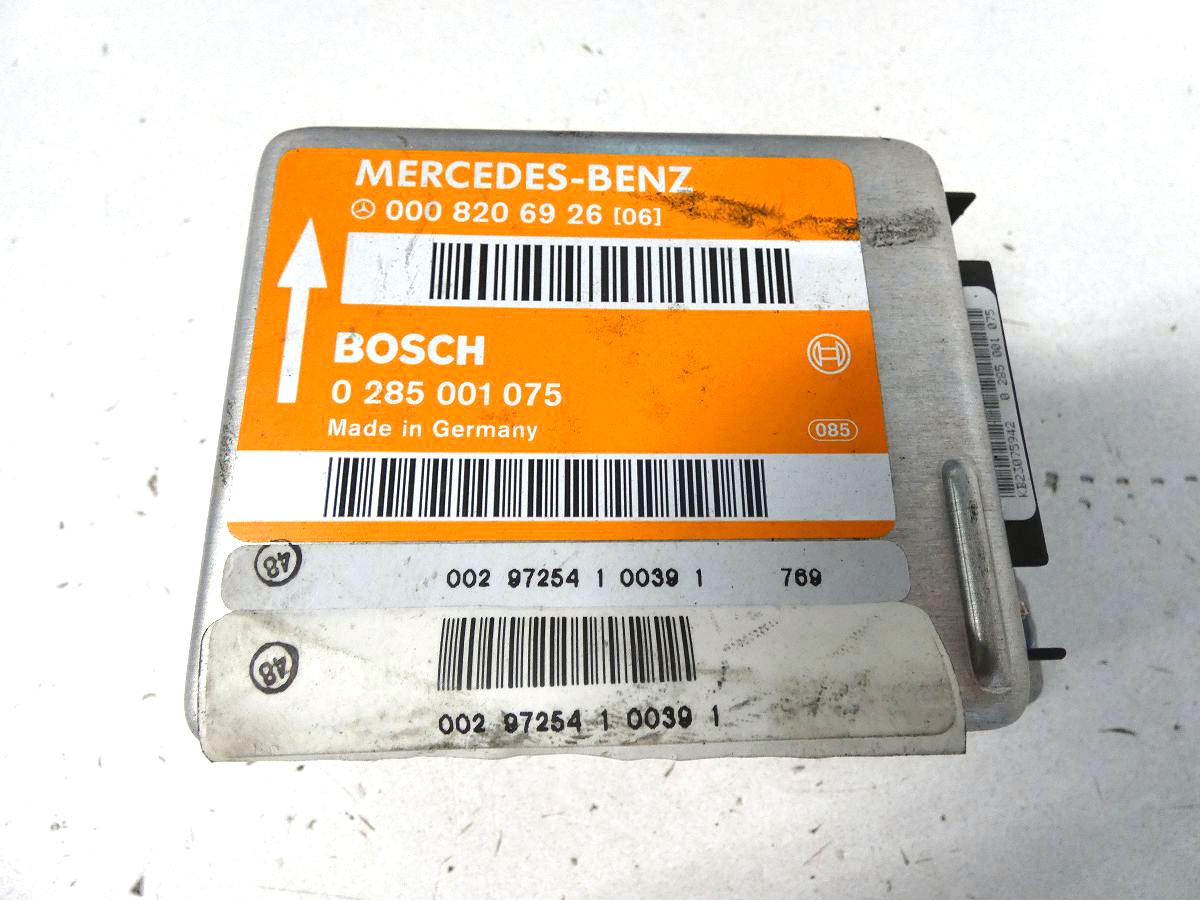 MERCEDES-BENZ
000 820 69 26 [06]
BOSCH
0 285 001 075
Made in Germany
085
48
002 97254 1 0039 1 769
48
002 97254 1 0039 1
KB23075942 0 285 001 075